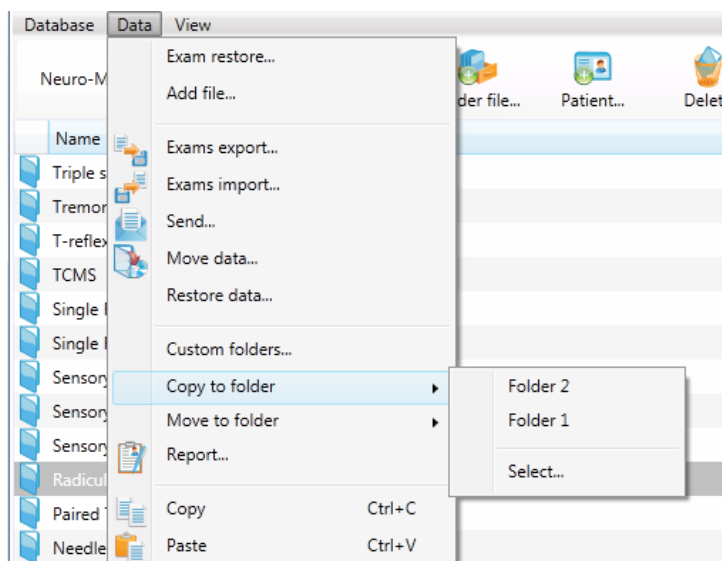 Database Data View
Neuro-M
der file... Patient... Delet
Name
Triple s
Tremor
T-reflex
TCMS
Single
Single
Sensory
Sensory
Sensory
Radicul
Paired
Needle
Exam restore...
Add file...
Exams export...
Exams import...
Send...
Move data...
Restore data...
Custom folders...
Copy to folder
Move to folder
Report...
Copy Ctrl+C
Paste Ctrl+V
Folder 2
Folder 1
Select...